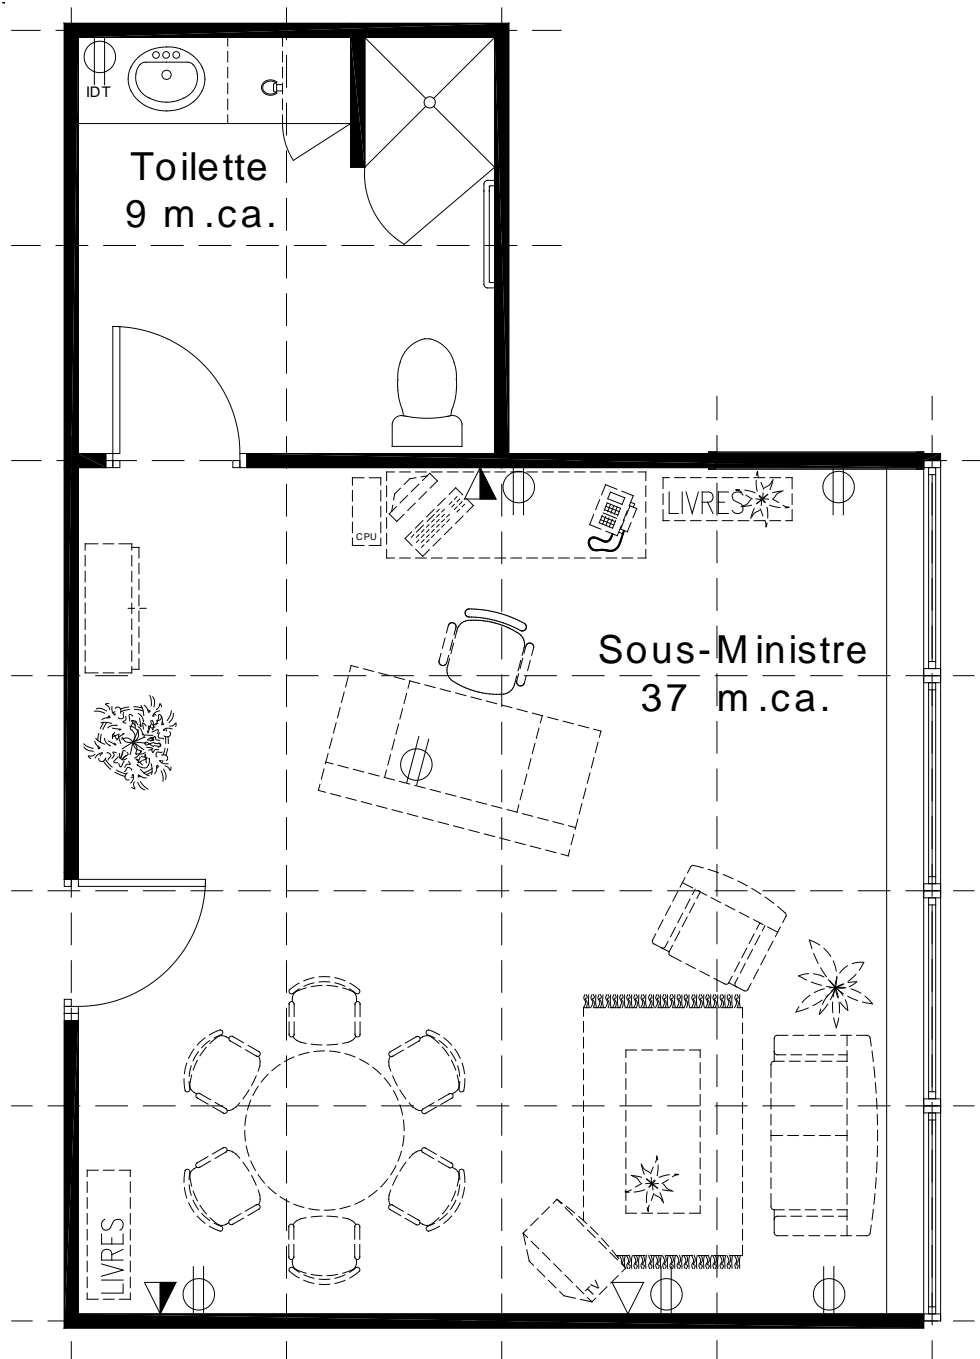 IDT
Toilette
9 m.ca.
CPU
LIVRES
Sous-Ministre
37 m.ca.
LIVRES
TV